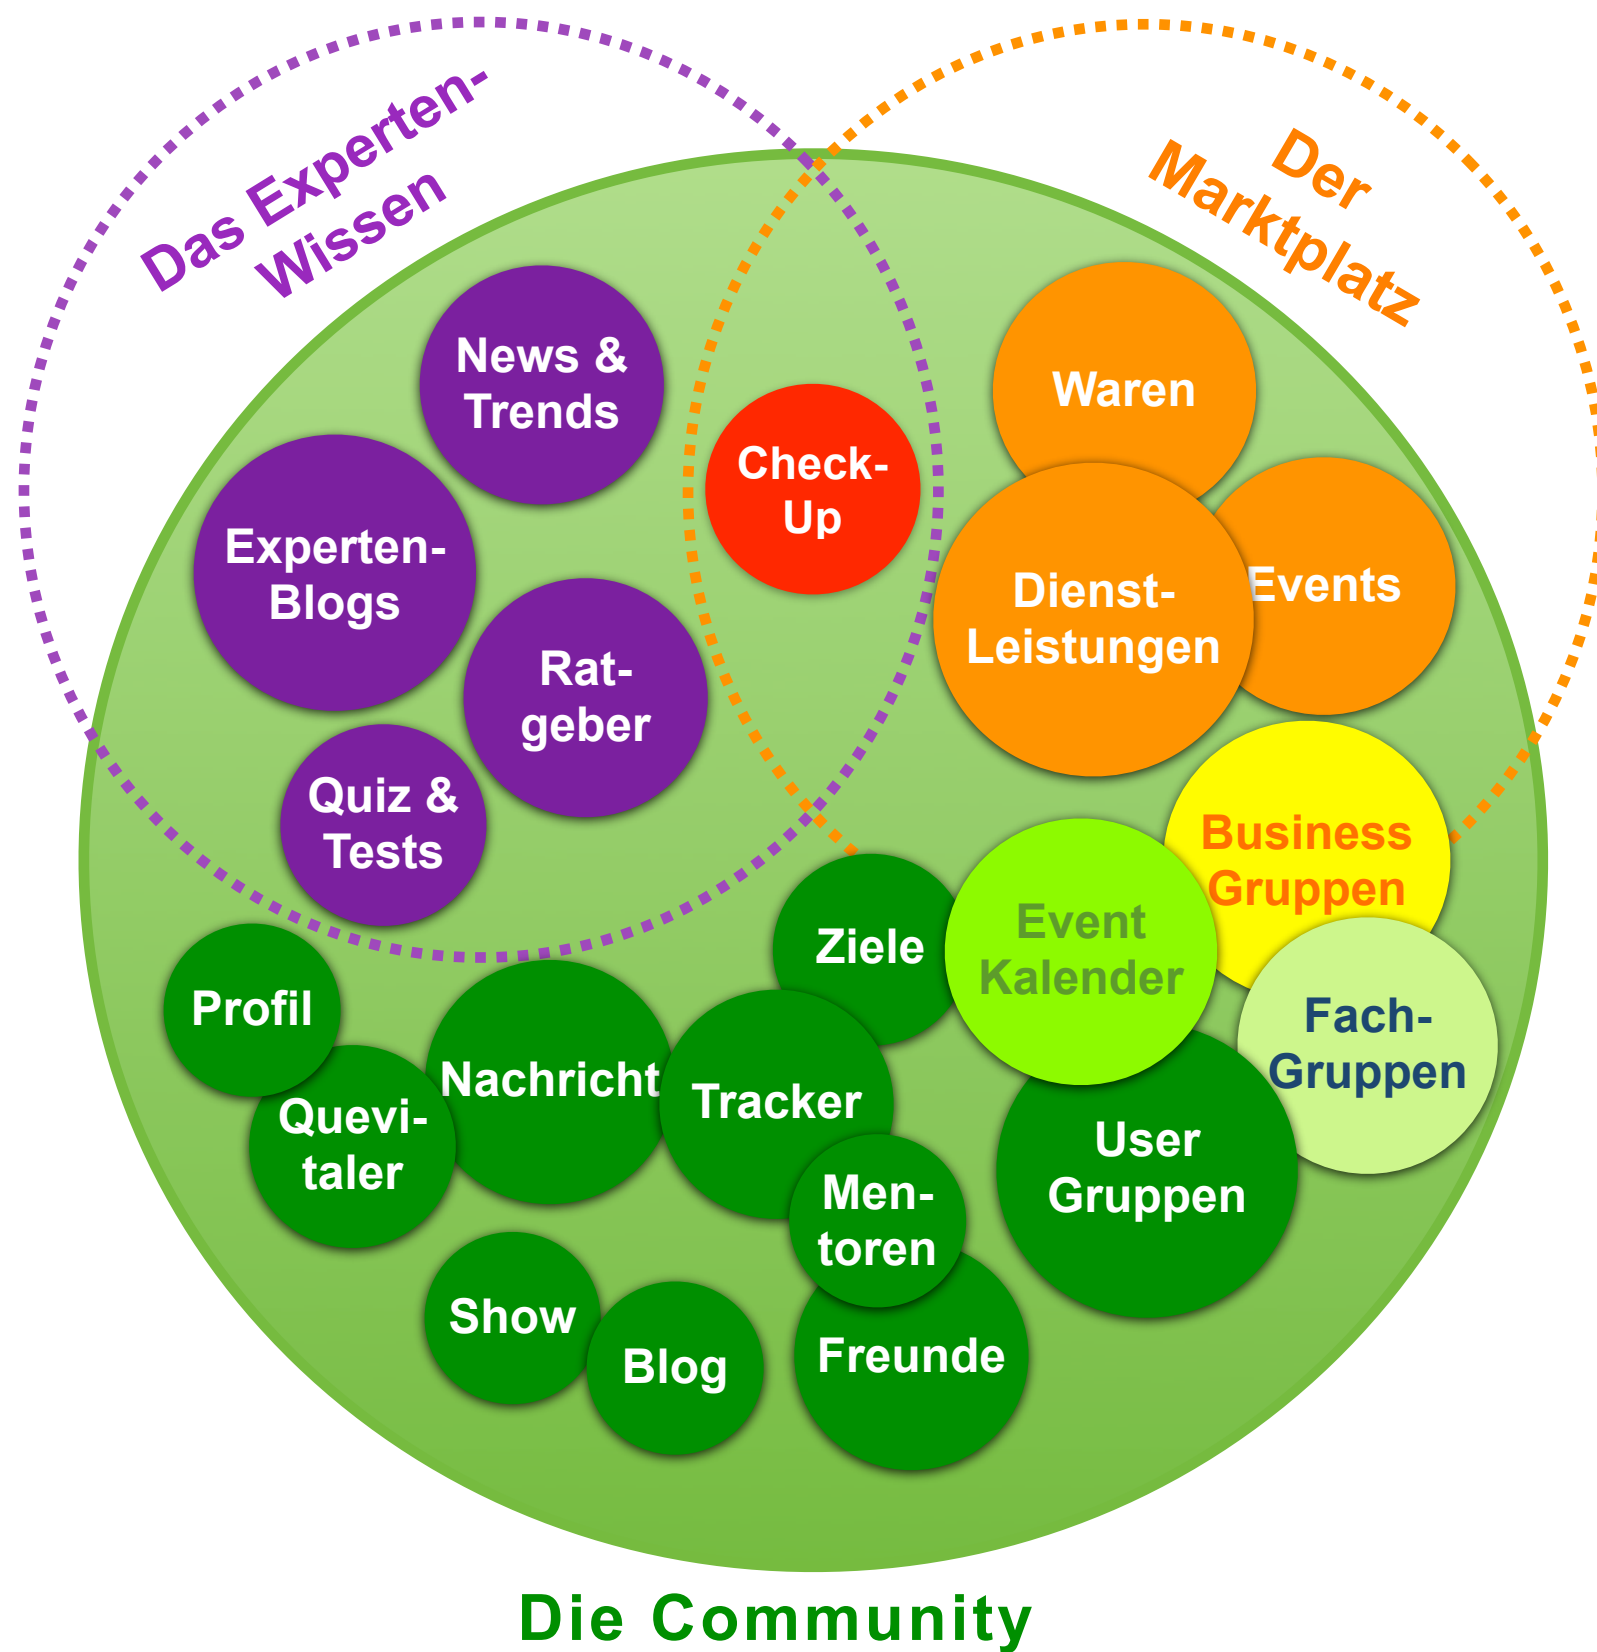 Das Experten-
Wissen
Der
Marktplatz
News &
Trends
Waren
Check-
Up
Experten-
Blogs
Dienst-
Leistungen
Events
Rat-
geber
Quiz &
Tests
Business
Gruppen
Ziele
Event
Kalender
Profil
Fach-
Gruppen
Nachricht
Tracker
Quevi-
taler
User
Gruppen
Men-
toren
Show
Blog
Freunde
Die Community